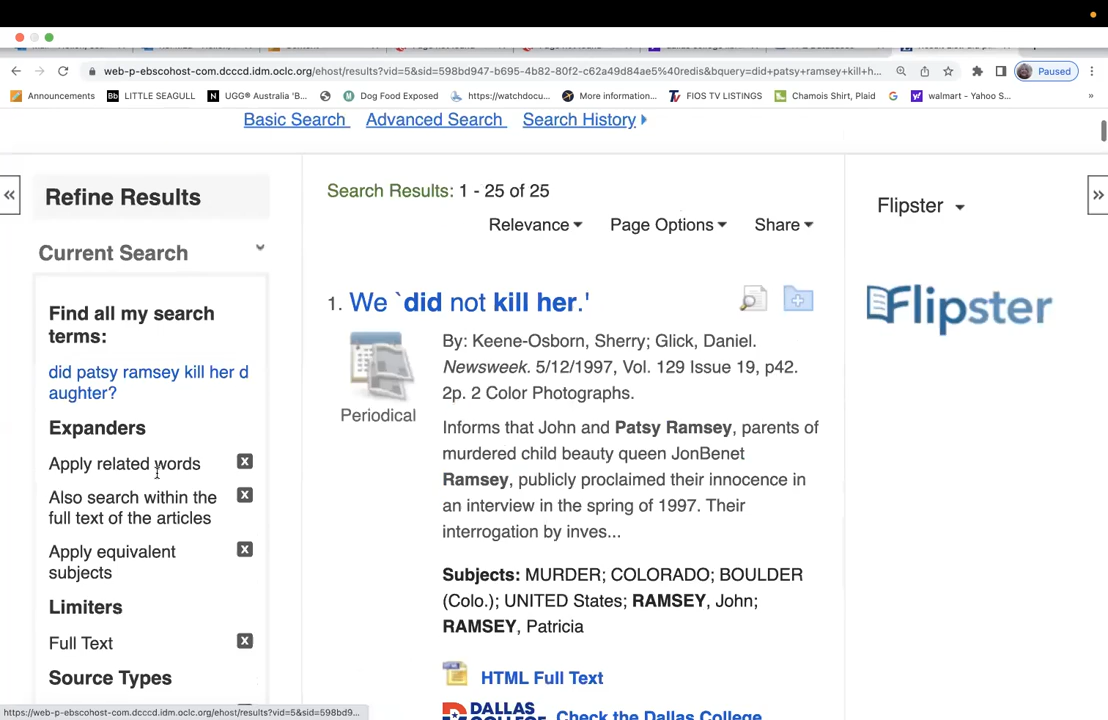 web-p-ebscohost-com.dcccd.idm.oclc.org/ehost/results?vid=5&sid=598bd947-b695-4b82-80f2-c62a49d84ae5%40redis&bquery=did+patsy+ramsey+kill+h...
Paused
Announcements
Bb LITTLE SEAGULL
N UGG® Australia 'B...
Dog Food Exposed
https://watchdocu...
More information...
FIOS TV LISTINGS
Chamois Shirt, Plaid
walmart - Yahoo S...
»
Basic Search Advanced Search Search History
«
Refine Results
Current Search
Find all my search
terms:
did patsy ramsey kill her d
aughter?
Expanders
Apply related words
Also search within the
full text of the articles
Apply equivalent
subjects
Limiters
Full Text
Source Types
Search Results: 1 - 25 of 25
Relevance Page Options Share
1. We `did not kill her.'
Periodical
By: Keene-Osborn, Sherry; Glick, Daniel.
Newsweek. 5/12/1997, Vol. 129 Issue 19, p42.
2p. 2 Color Photographs.
Informs that John and Patsy Ramsey, parents of
murdered child beauty queen JonBenet
Ramsey, publicly proclaimed their innocence in
an interview in the spring of 1997. Their
interrogation by inves...
Subjects: MURDER; COLORADO; BOULDER
(Colo.); UNITED States; RAMSEY, John;
RAMSEY, Patricia
HTML Full Text
DALLAS
COLLEGE Check the Dallas College
Flipster
»
Flipster
https://web-p-ebscohost-com.dcccd.idm.oclc.org/ehost/results?vid=5&sid=598bd9...